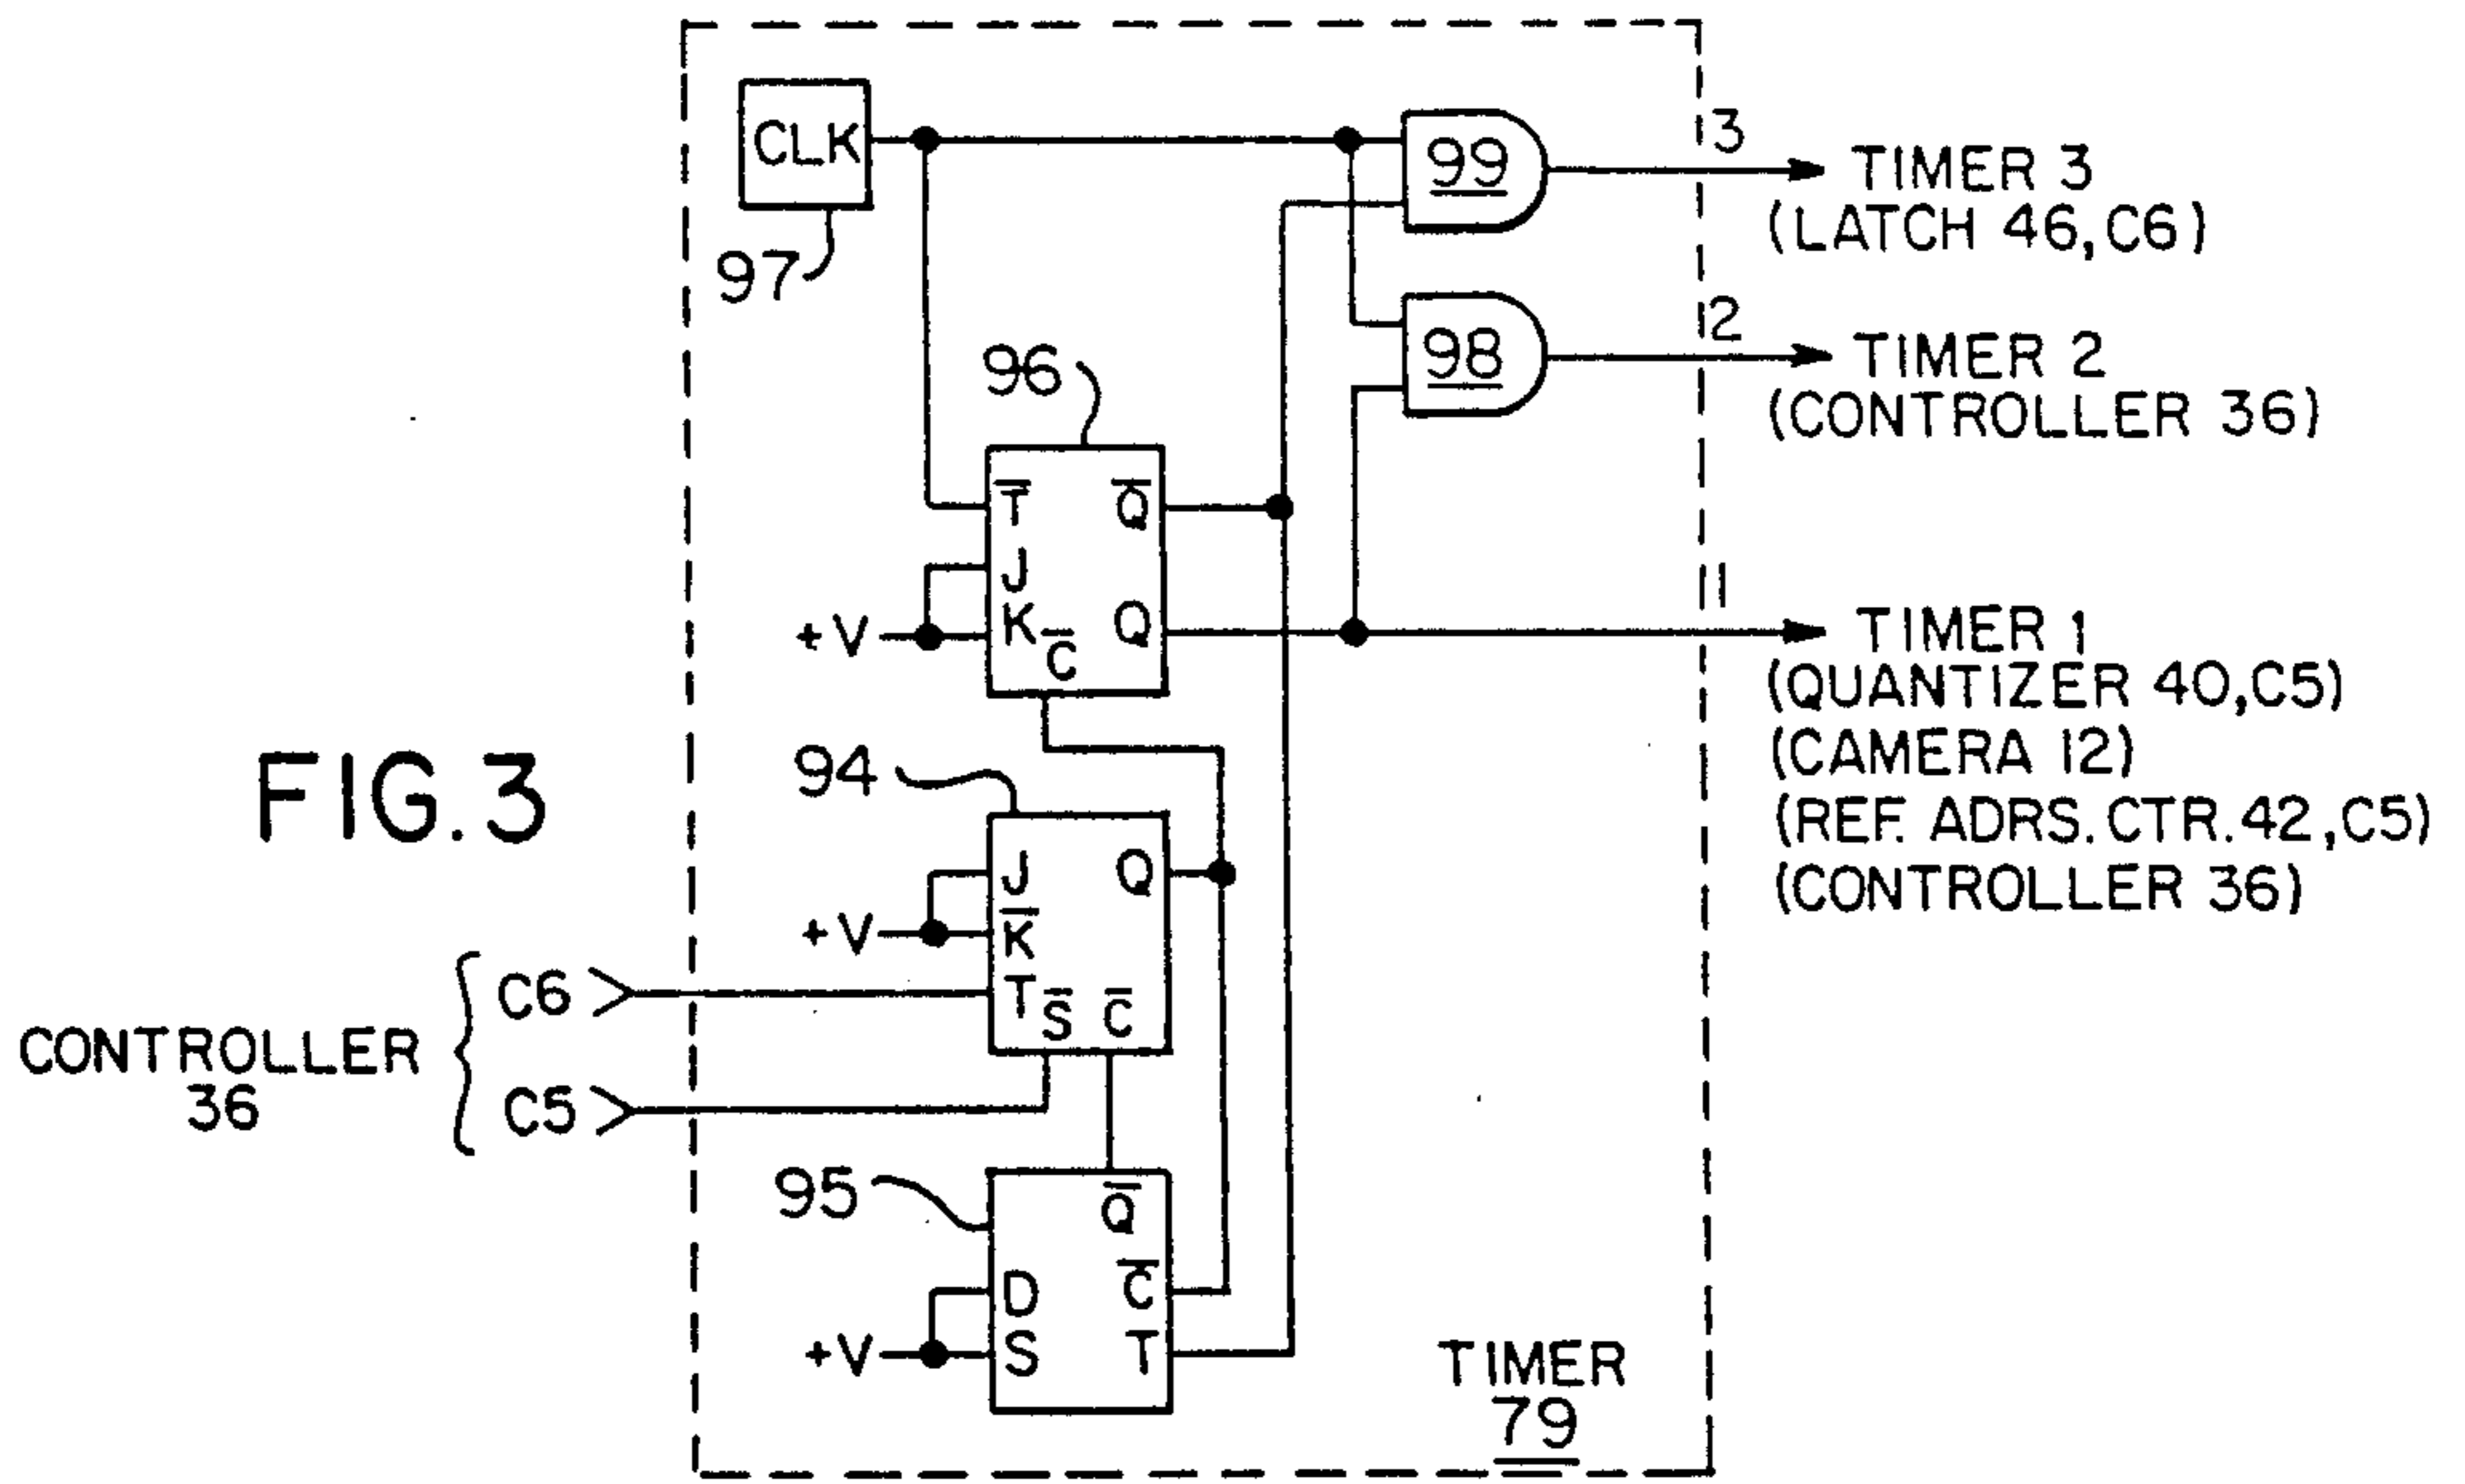 CLK
97
99
3
TIMER 3
(LATCH 46,C6)
98
2
TIMER 2
(CONTROLLER 36)
96
T̅
Q̅
J
K
C̅
Q
+V
1
TIMER 1
(QUANTIZER 40,C5)
(CAMERA 12)
(REF. ADRS. CTR. 42,C5)
(CONTROLLER 36)
FIG. 3
94
J
Q
K̅
+V
T
S̅
C̅
C6
CONTROLLER
36
C5
95
Q̅
D
C̅
S
T
+V
TIMER
79